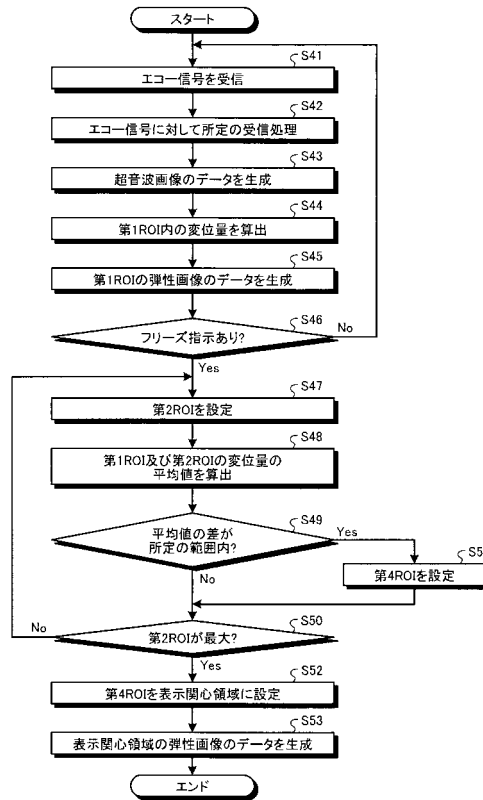 スタート
S41
エコー信号を受信
S42
エコー信号に対して所定の受信処理
S43
超音波画像のデータを生成
S44
第1ROI内の変位量を算出
S45
第1ROIの弾性画像のデータを生成
S46
フリーズ指示あり?
No
Yes
S47
第2ROIを設定
S48
第1ROI及び第2ROIの変位量の
平均値を算出
S49
平均値の差が
所定の範囲内?
Yes
S5
第4ROIを設定
No
S50
第2ROIが最大?
No
Yes
S52
第4ROIを表示関心領域に設定
S53
表示関心領域の弾性画像のデータを生成
エンド